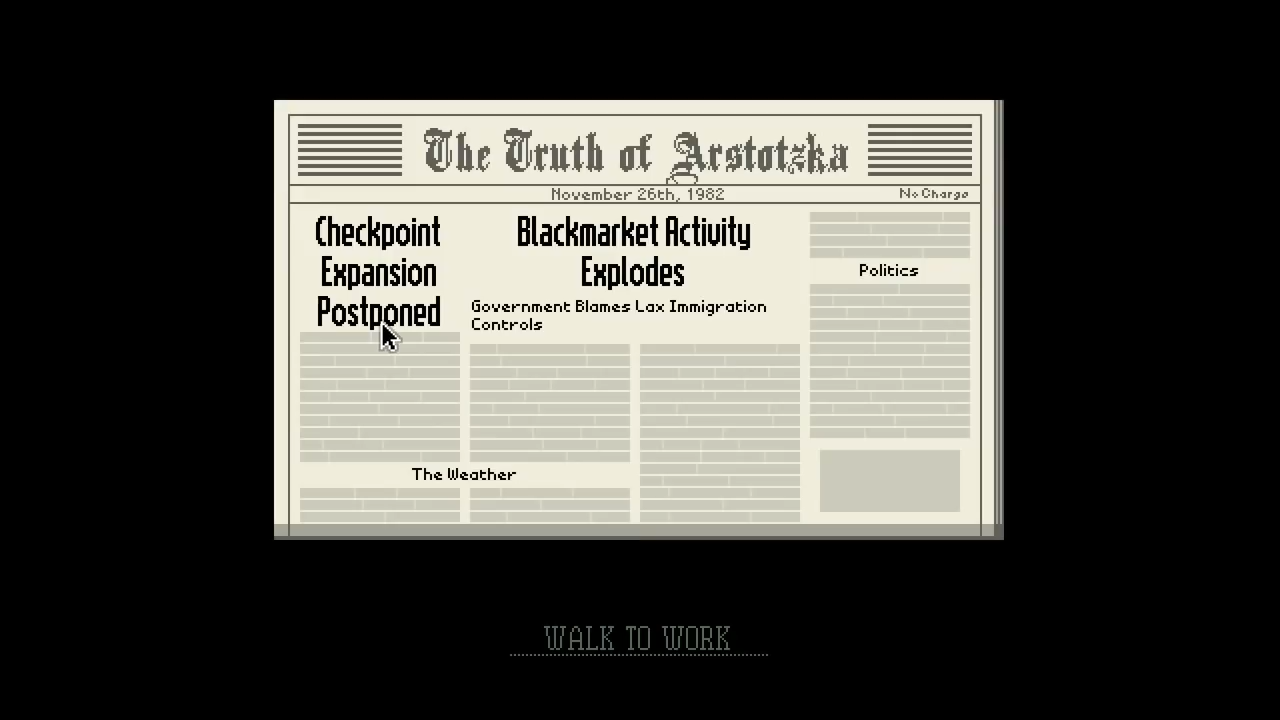 The Truth of Arstotzka
November 26th, 1982
No Charge
Checkpoint
Expansion
Postponed
Blackmarket Activity
Explodes
Government Blames Lax Immigration
Controls
Politics
The Weather
WALK TO WORK